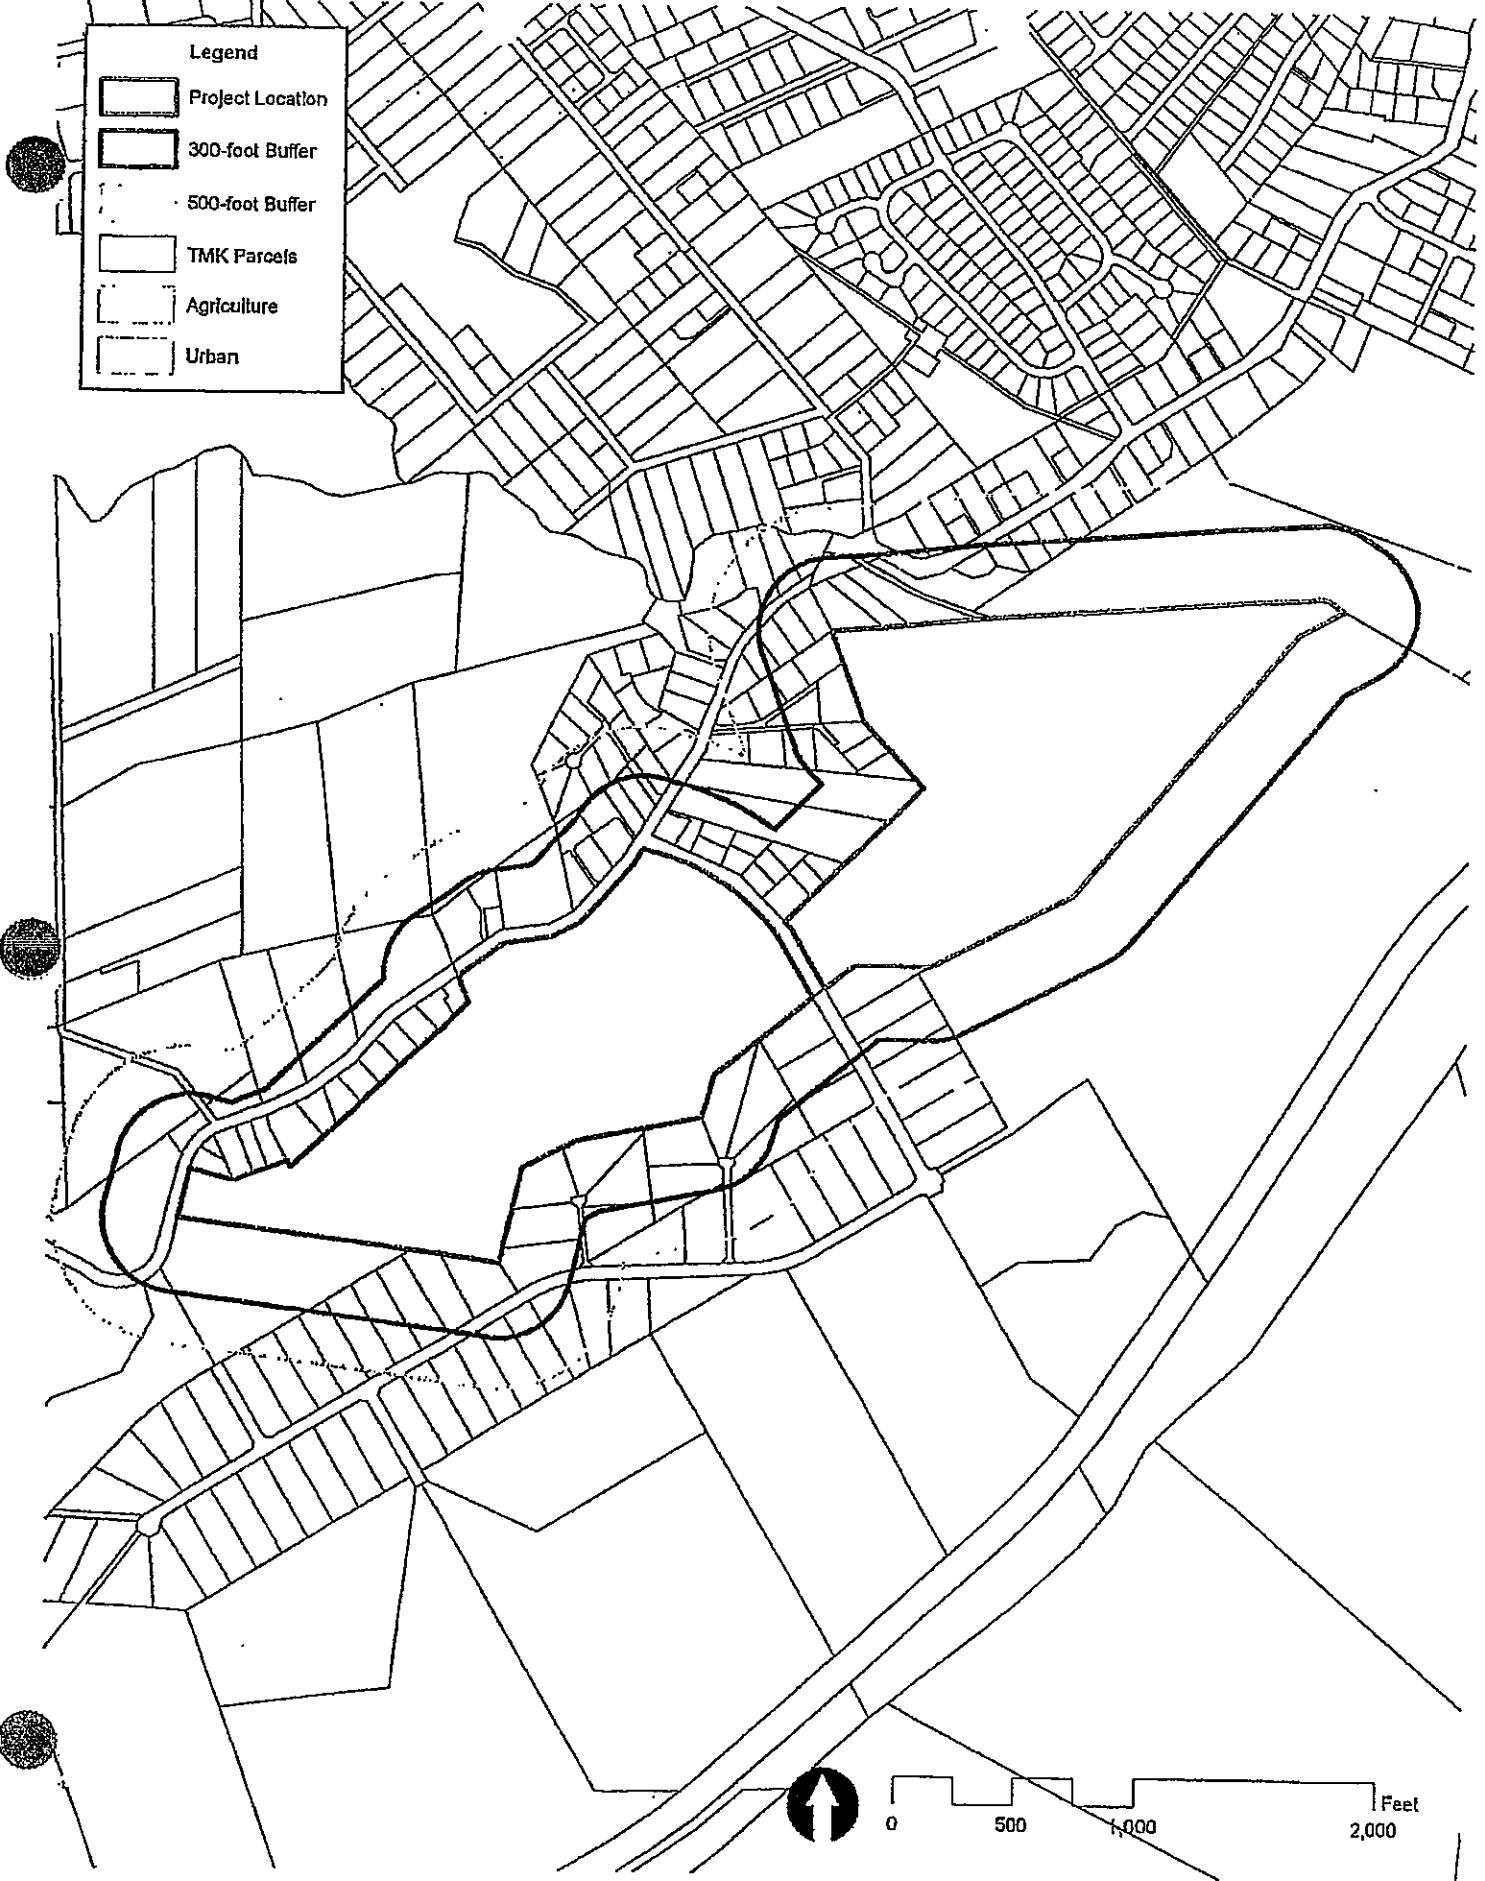 Legend
Project Location
300-foot Buffer
500-foot Buffer
TMK Parcels
Agriculture
Urban
Feet
0 500 1,000 2,000